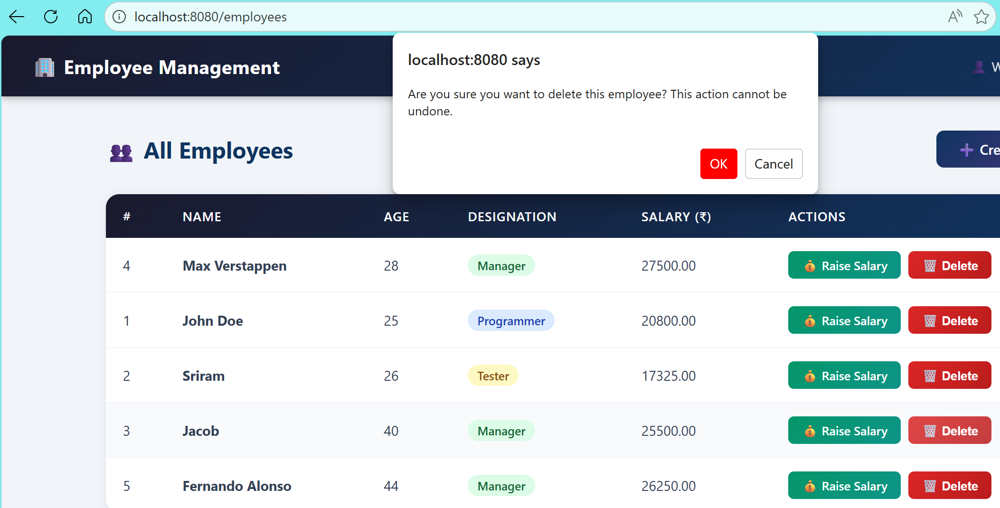 localhost:8080/employees
localhost:8080 says
Are you sure you want to delete this employee? This action cannot be
undone.
OK Cancel
Employee Management
All Employees
# NAME AGE DESIGNATION SALARY (₹) ACTIONS
4 Max Verstappen 28 Manager 27500.00 Raise Salary Delete
1 John Doe 25 Programmer 20800.00 Raise Salary Delete
2 Sriram 26 Tester 17325.00 Raise Salary Delete
3 Jacob 40 Manager 25500.00 Raise Salary Delete
5 Fernando Alonso 44 Manager 26250.00 Raise Salary Delete